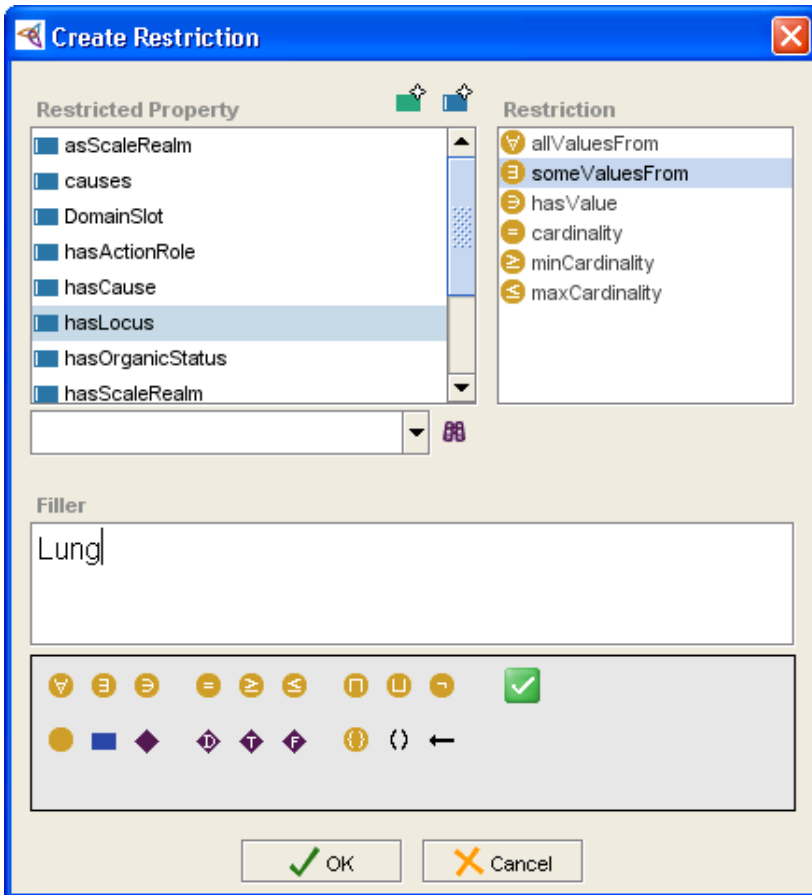 Create Restriction
Restricted Property
Restriction
asScaleRealm
causes
DomainSlot
hasActionRole
hasCause
hasLocus
hasOrganicStatus
hasScaleRealm
allValuesFrom
someValuesFrom
hasValue
cardinality
minCardinality
maxCardinality
Filler
Lung
∀ ∃ ∋ = ≥ ≤ ⊓ ⊔ ¬
D T F {} () ←
OK
Cancel